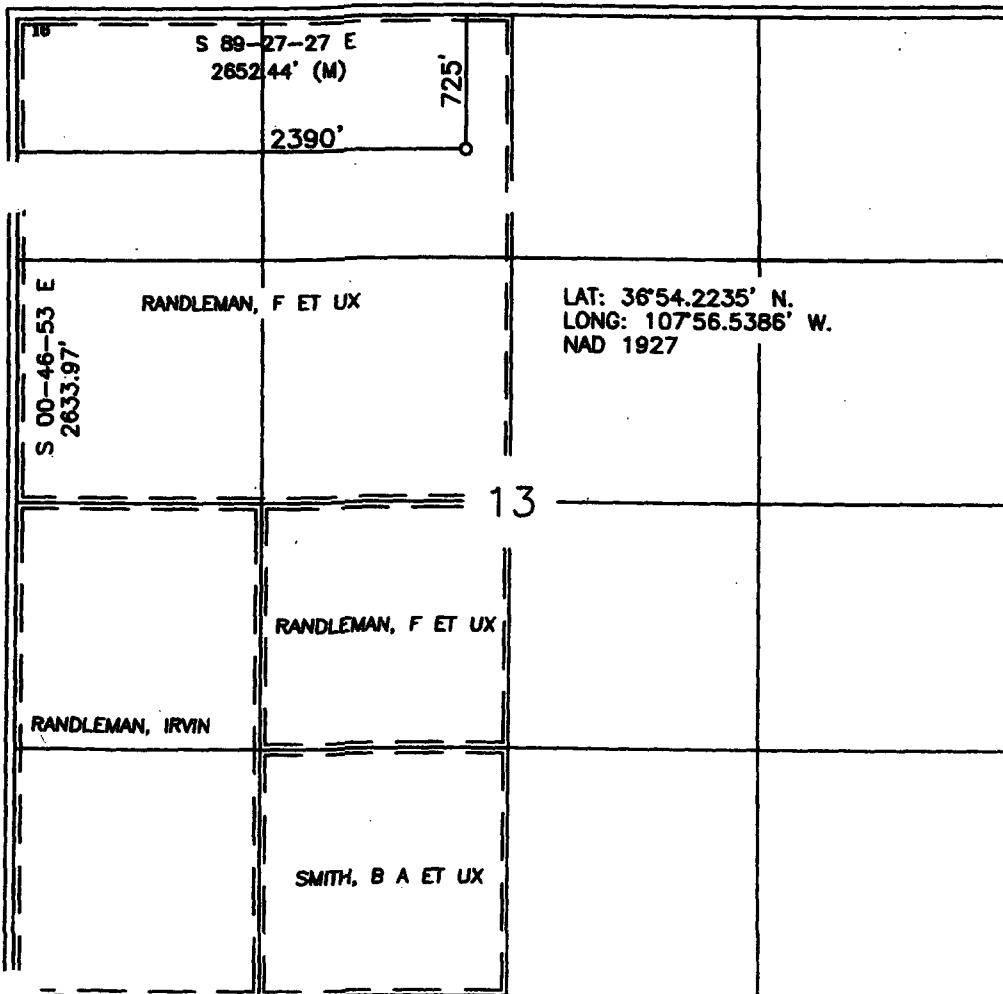 16
S 89-27-27 E
2652.44' (M)
725'
2390'
S 00-46-53 E
2633.97'
RANDLEMAN, F ET UX
LAT: 36°54.2235' N.
LONG: 107°56.5386' W.
NAD 1927
13
RANDLEMAN, F ET UX
RANDLEMAN, IRVIN
SMITH, B A ET UX